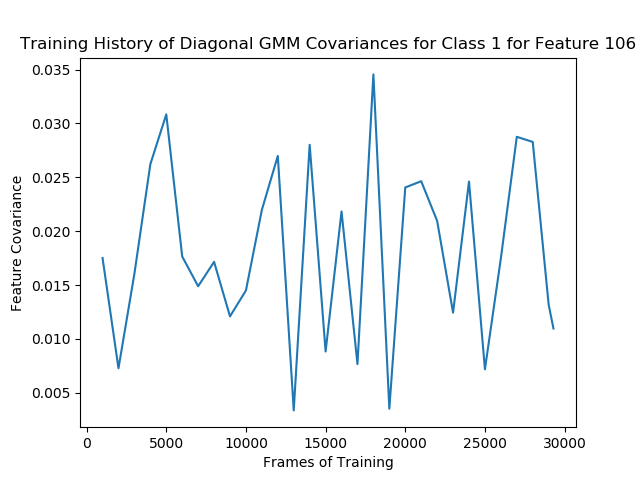 Training History of Diagonal GMM Covariances for Class 1 for Feature 106
0.035
0.030
0.025
0.020
0.015
0.010
0.005
Feature Covariance
0 5000 10000 15000 20000 25000 30000
Frames of Training